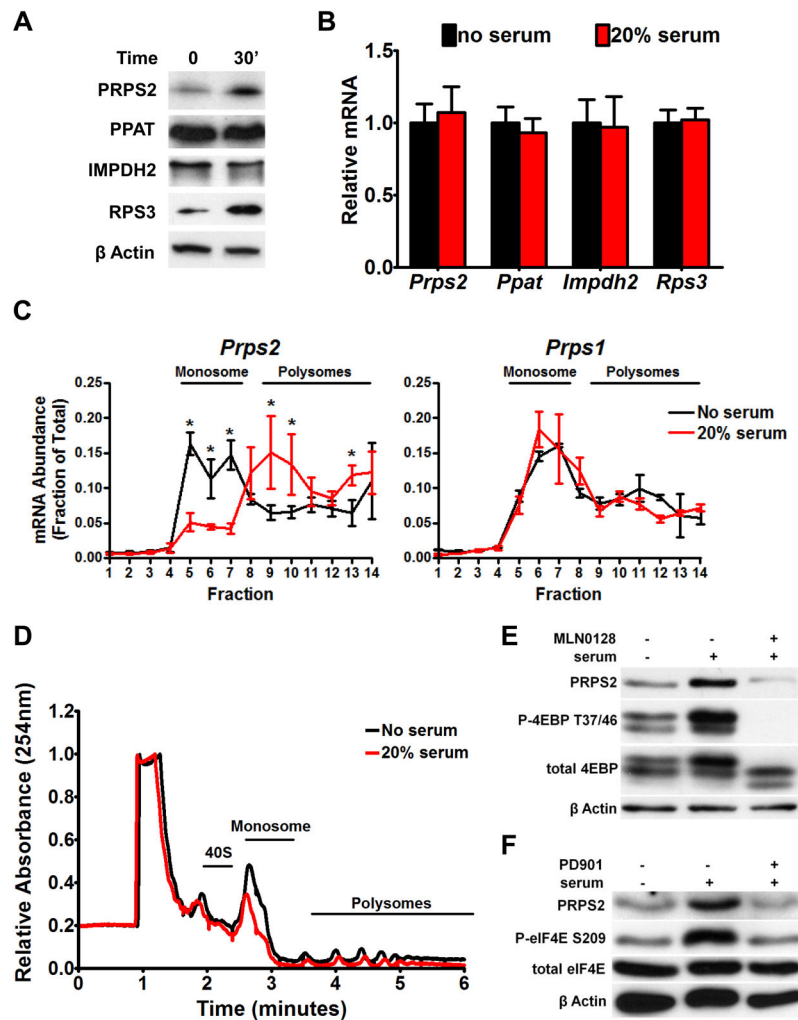 A
Time 0 30'
PRPS2
PPAT
IMPDH2
RPS3
β Actin
B
no serum 20% serum
Relative mRNA
1.5
1.0
0.5
0.0
Prps2 Ppat Impdh2 Rps3
C
Prps2
Monosome Polysomes
mRNA Abundance
(Fraction of Total)
0.25
0.20
0.15
0.10
0.05
0.00
* * * * * *
1 2 3 4 5 6 7 8 9 10 11 12 13 14
Fraction
Prps1
Monosome Polysomes
0.25
0.20
0.15
0.10
0.05
0.00
No serum
20% serum
1 2 3 4 5 6 7 8 9 10 11 12 13 14
Fraction
D
Relative Absorbance (254nm)
1.2
1.0
0.8
0.6
0.4
0.2
0.0
No serum
20% serum
40S
Monosome
Polysomes
0 1 2 3 4 5 6
Time (minutes)
E
MLN0128 - - +
serum - + +
PRPS2
P-4EBP T37/46
total 4EBP
β Actin
F
PD901 - - +
serum - + +
PRPS2
P-eIF4E S209
total eIF4E
β Actin